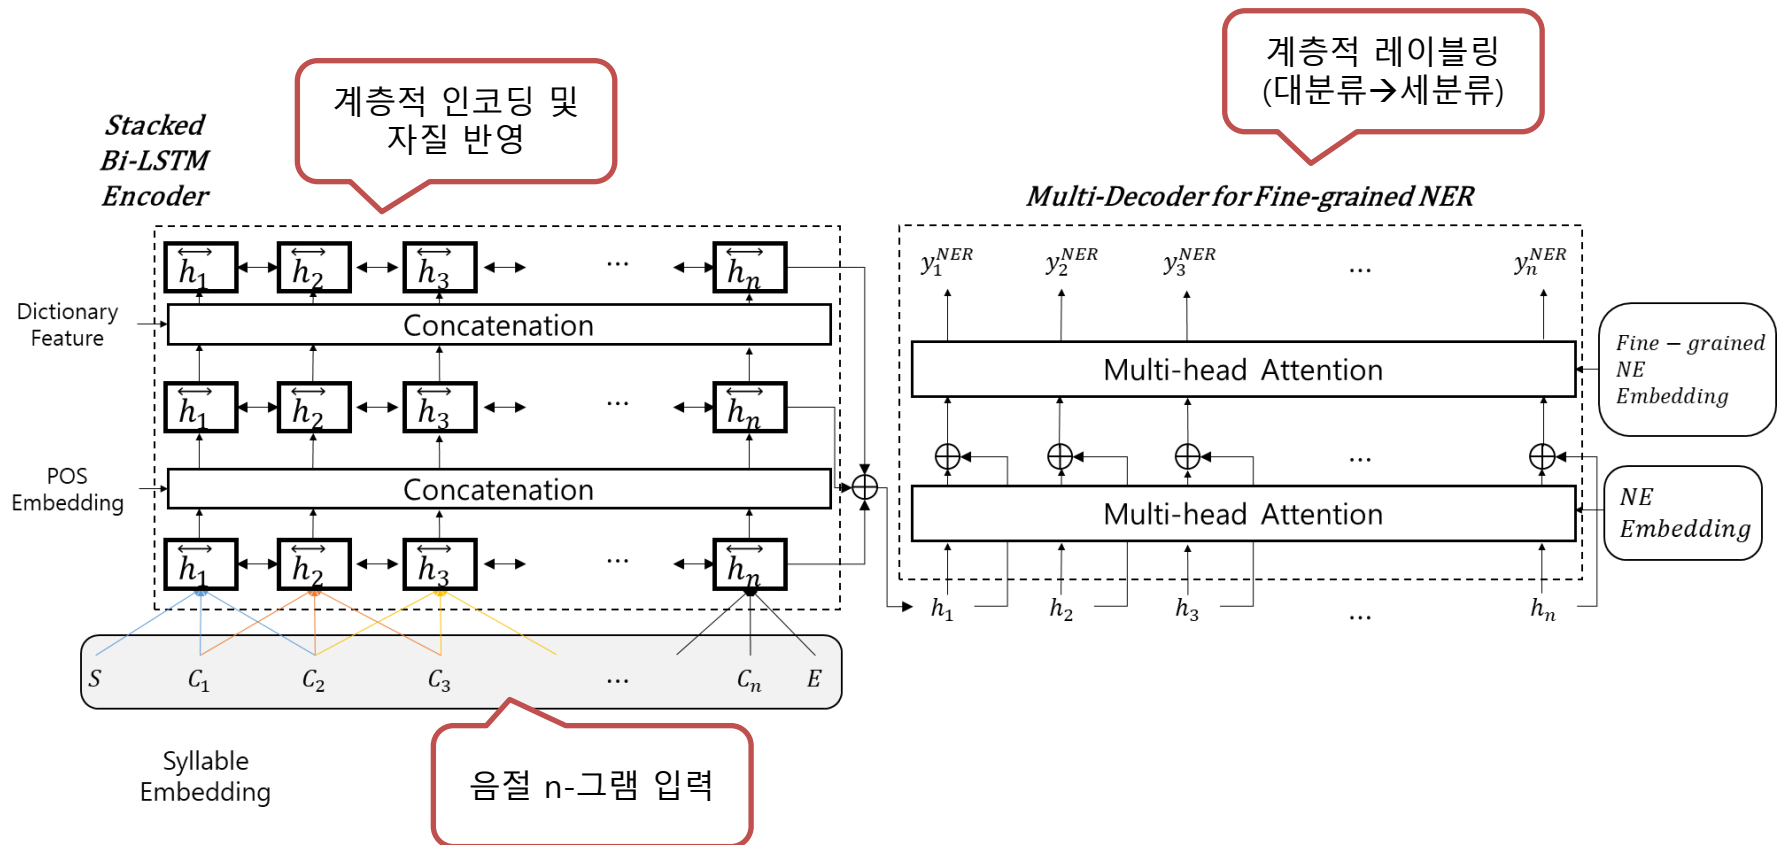 계층적 인코딩 및
자질 반영
계층적 레이블링
(대분류→세분류)
Stacked
Bi-LSTM
Encoder
Multi-Decoder for Fine-grained NER
h₁ h₂ h₃ ... hₙ
Dictionary
Feature
Concatenation
h₁ h₂ h₃ ... hₙ
POS
Embedding
Concatenation
h₁ h₂ h₃ ... hₙ
S C₁ C₂ C₃ ... Cₙ E
Syllable
Embedding
음절 n-그램 입력
y₁ᴺᴱᴿ y₂ᴺᴱᴿ y₃ᴺᴱᴿ ... yₙᴺᴱᴿ
Multi-head Attention
Fine-grained
NE
Embedding
...
Multi-head Attention
NE
Embedding
h₁ h₂ h₃ ... hₙ